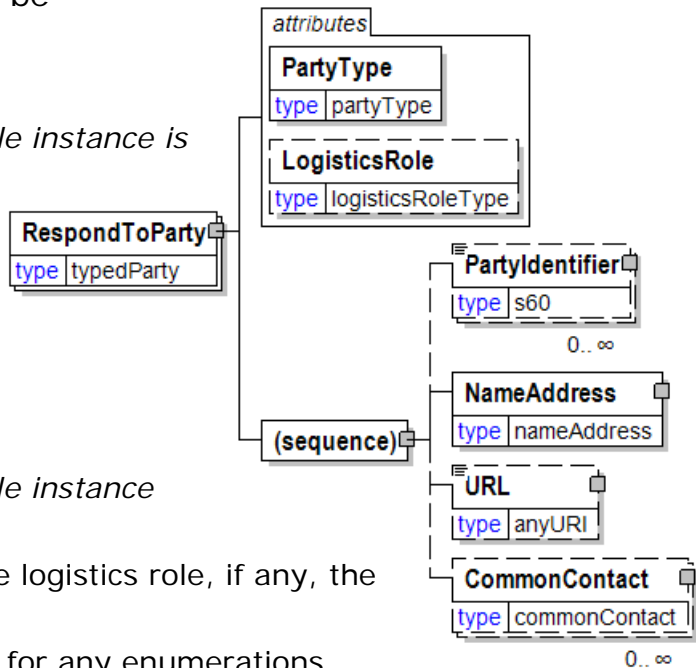 be
attributes
PartyType
type partyType
le instance is
LogisticsRole
type logisticsRoleType
RespondToParty
type typedParty
PartyIdentifier
type s60
0.. ∞
NameAddress
type nameAddress
(sequence)
URL
type anyURI
le instance
CommonContact
type commonContact
e logistics role, if any, the
for any enumerations
0.. ∞